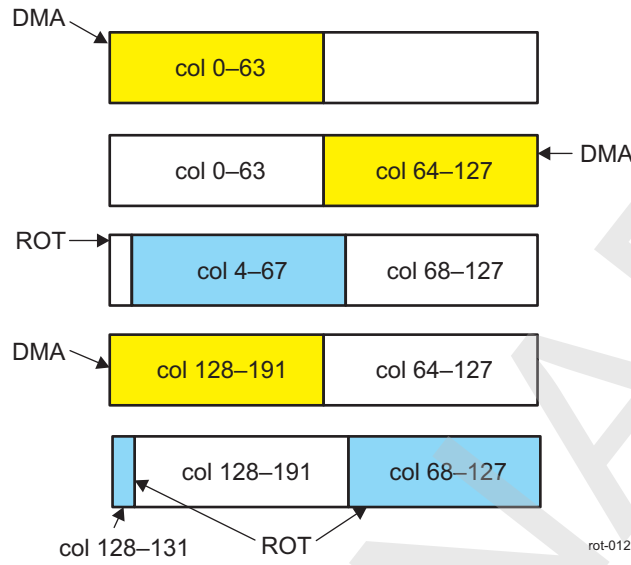 DMA
col 0–63
col 0–63 col 64–127 DMA
ROT
col 4–67 col 68–127
DMA
col 128–191 col 64–127
col 128–191 col 68–127
col 128–131 ROT rot-012